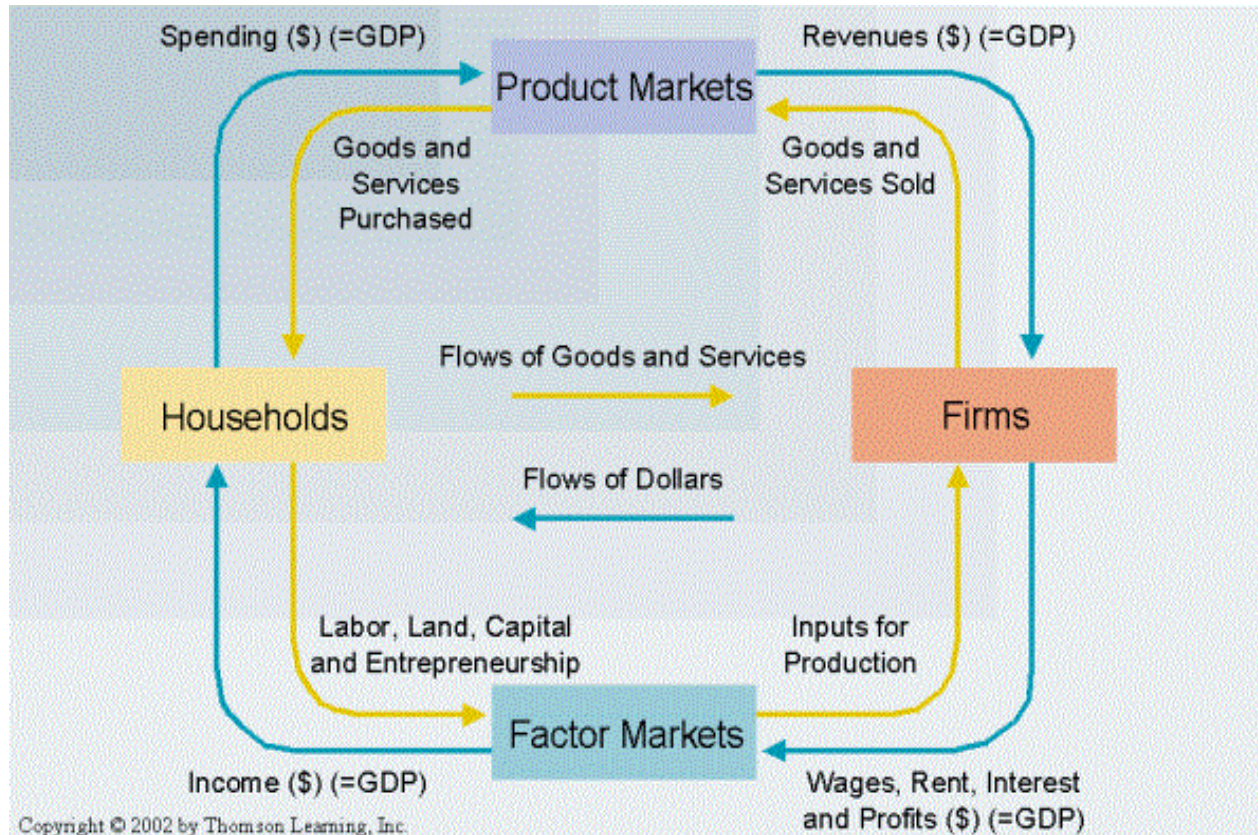 Spending ($) (=GDP)
Revenues ($) (=GDP)
Product Markets
Goods and
Services
Purchased
Goods and
Services Sold
Flows of Goods and Services
Households
Firms
Flows of Dollars
Labor, Land, Capital
and Entrepreneurship
Inputs for
Production
Factor Markets
Income ($) (=GDP)
Wages, Rent, Interest
and Profits ($) (=GDP)
Copyright © 2002 by Thomson Learning, Inc.